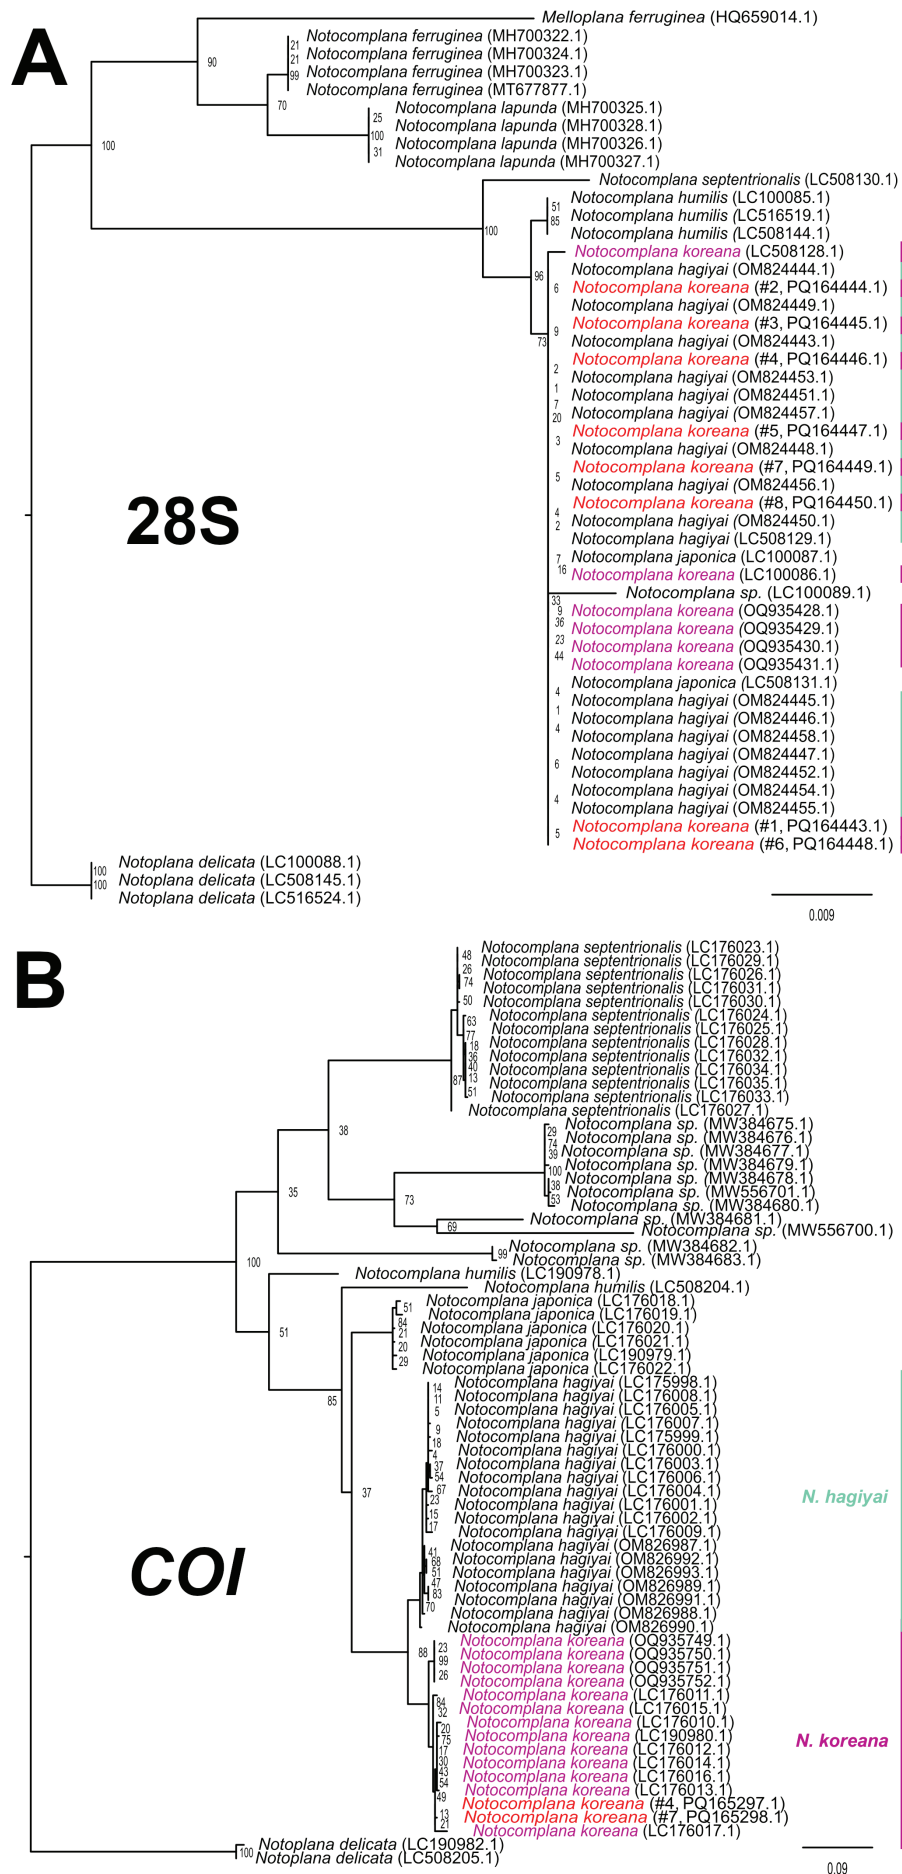 A
Melloplana ferruginea (HQ659014.1)
Notocomplana ferruginea (MH700322.1)
21
Notocomplana ferruginea (MH700324.1)
21
90
Notocomplana ferruginea (MH700323.1)
99
Notocomplana ferruginea (MT677877.1)
70
Notocomplana lapunda (MH700325.1)
25
Notocomplana lapunda (MH700328.1)
100
Notocomplana lapunda (MH700326.1)
100
31
Notocomplana lapunda (MH700327.1)
Notocomplana septentrionalis (LC508130.1)
Notocomplana humilis (LC100085.1)
51
Notocomplana humilis (LC516519.1)
85
100
Notocomplana humilis (LC508144.1)
Notocomplana koreana (LC508128.1)
Notocomplana hagiyai (OM824444.1)
96
Notocomplana koreana (#2, PQ164444.1)
6
Notocomplana hagiyai (OM824449.1)
Notocomplana koreana (#3, PQ164445.1)
9
73
Notocomplana hagiyai (OM824443.1)
Notocomplana koreana (#4, PQ164446.1)
2
Notocomplana hagiyai (OM824453.1)
1
Notocomplana hagiyai (OM824451.1)
7
Notocomplana hagiyai (OM824457.1)
20
Notocomplana koreana (#5, PQ164447.1)
3
Notocomplana hagiyai (OM824448.1)
Notocomplana koreana (#7, PQ164449.1)
5
Notocomplana hagiyai (OM824456.1)
Notocomplana koreana (#8, PQ164450.1)
4
28S
Notocomplana hagiyai (OM824450.1)
2
Notocomplana hagiyai (LC508129.1)
7
Notocomplana japonica (LC100087.1)
16
Notocomplana koreana (LC100086.1)
Notocomplana sp. (LC100089.1)
33
9
Notocomplana koreana (OQ935428.1)
36
Notocomplana koreana (OQ935429.1)
23
Notocomplana koreana (OQ935430.1)
44
Notocomplana koreana (OQ935431.1)
Notocomplana japonica (LC508131.1)
4
Notocomplana hagiyai (OM824445.1)
1
Notocomplana hagiyai (OM824446.1)
4
Notocomplana hagiyai (OM824458.1)
Notocomplana hagiyai (OM824447.1)
6
Notocomplana hagiyai (OM824452.1)
Notocomplana hagiyai (OM824454.1)
4
Notocomplana hagiyai (OM824455.1)
Notocomplana koreana (#1, PQ164443.1)
5
Notocomplana koreana (#6, PQ164448.1)
Notoplana delicata (LC100088.1)
100
Notoplana delicata (LC508145.1)
100
Notoplana delicata (LC516524.1)
0.009
B
Notocomplana septentrionalis (LC176023.1)
48
Notocomplana septentrionalis (LC176029.1)
26
Notocomplana septentrionalis (LC176026.1)
74
Notocomplana septentrionalis (LC176031.1)
50
Notocomplana septentrionalis (LC176030.1)
Notocomplana septentrionalis (LC176024.1)
63
Notocomplana septentrionalis (LC176025.1)
77
Notocomplana septentrionalis (LC176028.1)
18
Notocomplana septentrionalis (LC176032.1)
36
Notocomplana septentrionalis (LC176034.1)
40
Notocomplana septentrionalis (LC176035.1)
13
87
Notocomplana septentrionalis (LC176033.1)
51
Notocomplana septentrionalis (LC176027.1)
Notocomplana sp. (MW384675.1)
29
38
Notocomplana sp. (MW384676.1)
74
Notocomplana sp. (MW384677.1)
39
Notocomplana sp. (MW384679.1)
100
Notocomplana sp. (MW384678.1)
38
35
Notocomplana sp. (MW556701.1)
53
73
Notocomplana sp. (MW384680.1)
Notocomplana sp. (MW384681.1)
69
Notocomplana sp. (MW556700.1)
Notocomplana sp. (MW384682.1)
99
Notocomplana sp. (MW384683.1)
100
Notocomplana humilis (LC190978.1)
Notocomplana humilis (LC508204.1)
Notocomplana japonica (LC176018.1)
51
Notocomplana japonica (LC176019.1)
84
Notocomplana japonica (LC176020.1)
51
21
Notocomplana japonica (LC176021.1)
20
Notocomplana japonica (LC190979.1)
29
Notocomplana japonica (LC176022.1)
Notocomplana hagiyai (LC175998.1)
14
Notocomplana hagiyai (LC176008.1)
85
11
Notocomplana hagiyai (LC176005.1)
5
Notocomplana hagiyai (LC176007.1)
9
Notocomplana hagiyai (LC175999.1)
18
Notocomplana hagiyai (LC176000.1)
4
Notocomplana hagiyai (LC176003.1)
37
Notocomplana hagiyai (LC176006.1)
54
Notocomplana hagiyai (LC176004.1)
67
37
N. hagiyai
Notocomplana hagiyai (LC176001.1)
23
Notocomplana hagiyai (LC176002.1)
15
Notocomplana hagiyai (LC176009.1)
17
Notocomplana hagiyai (OM826987.1)
41
Notocomplana hagiyai (OM826992.1)
68
COI
Notocomplana hagiyai (OM826993.1)
51
Notocomplana hagiyai (OM826989.1)
47
83
Notocomplana hagiyai (OM826991.1)
70
Notocomplana hagiyai (OM826988.1)
Notocomplana hagiyai (OM826990.1)
Notocomplana koreana (OQ935749.1)
23
88
Notocomplana koreana (OQ935750.1)
99
Notocomplana koreana (OQ935751.1)
26
Notocomplana koreana (OQ935752.1)
Notocomplana koreana (LC176011.1)
84
Notocomplana koreana (LC176015.1)
32
Notocomplana koreana (LC176010.1)
20
Notocomplana koreana (LC190980.1)
75
N. koreana
Notocomplana koreana (LC176012.1)
17
Notocomplana koreana (LC176014.1)
30
Notocomplana koreana (LC176016.1)
43
54
Notocomplana koreana (LC176013.1)
49
Notocomplana koreana (#4, PQ165297.1)
13
Notocomplana koreana (#7, PQ165298.1)
21
Notocomplana koreana (LC176017.1)
Notoplana delicata (LC190982.1)
100
Notoplana delicata (LC508205.1)
0.09